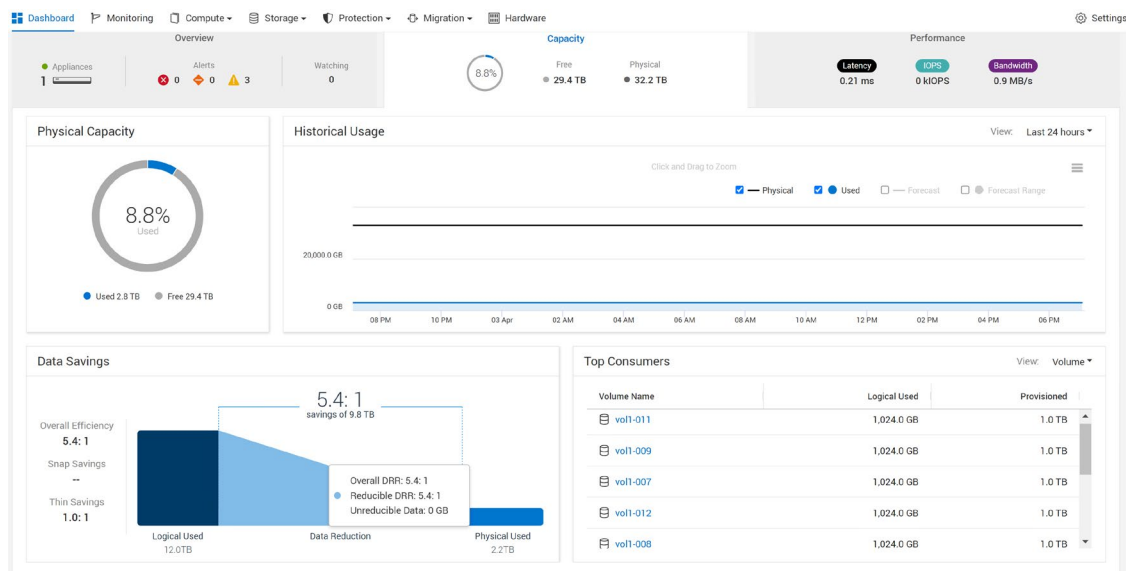 Dashboard Monitoring Compute Storage Protection Migration Hardware Settings
Overview Capacity Performance
Appliances Alerts Watching
1 0 0 3 0
8.8% Free Physical
29.4 TB 32.2 TB
Latency IOPS Bandwidth
0.21 ms 0 kIOPS 0.9 MB/s
Physical Capacity
8.8%
Used
Used 2.8 TB Free 29.4 TB
Historical Usage View: Last 24 hours
Click and Drag to Zoom
Physical Used Forecast Forecast Range
20,000.0 GB
0 GB
08 PM 10 PM 03 Apr 02 AM 04 AM 06 AM 08 AM 10 AM 12 PM 02 PM 04 PM 06 PM
Data Savings
5.4: 1
savings of 9.8 TB
Overall Efficiency
5.4: 1
Snap Savings
--
Thin Savings
1.0: 1
Overall DRR: 5.4: 1
Reducible DRR: 5.4: 1
Unreducible Data: 0 GB
Logical Used Data Reduction Physical Used
12.0TB 2.2TB
Top Consumers View: Volume
Volume Name Logical Used Provisioned
vol1-011 1,024.0 GB 1.0 TB
vol1-009 1,024.0 GB 1.0 TB
vol1-007 1,024.0 GB 1.0 TB
vol1-012 1,024.0 GB 1.0 TB
vol1-008 1,024.0 GB 1.0 TB